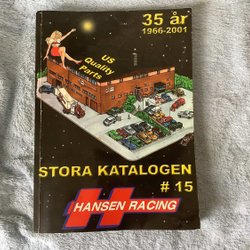 35 år
1966-2001
US
Quality
Parts
STORA KATALOGEN
# 15
HANSEN RACING